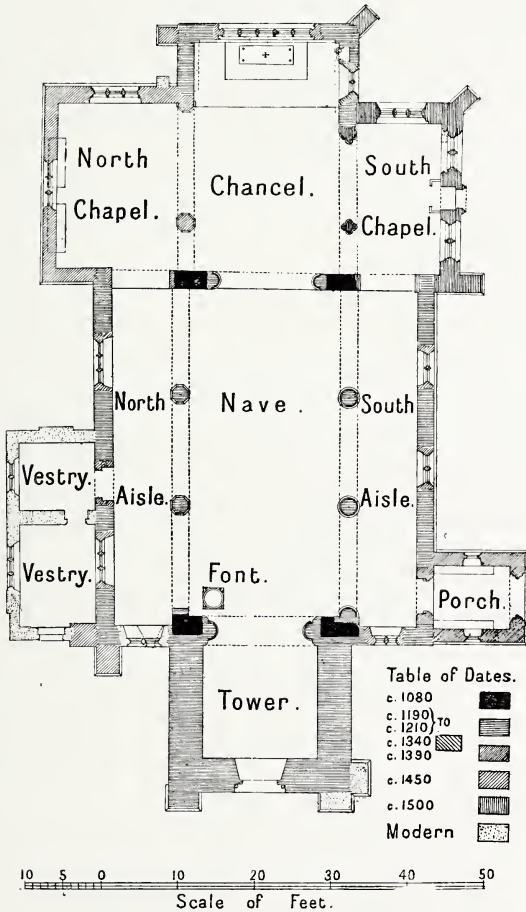 North
Chapel.
Chancel.
South
Chapel.
North
Aisle.
Nave.
South
Aisle.
Vestry.
Vestry.
Font.
Porch.
Tower.
Table of Dates.
c. 1080
c. 1190 } TO
c. 1210
c. 1340
c. 1390
c. 1450
c. 1500
Modern
10 5 0 10 20 30 40 50
Scale of Feet.